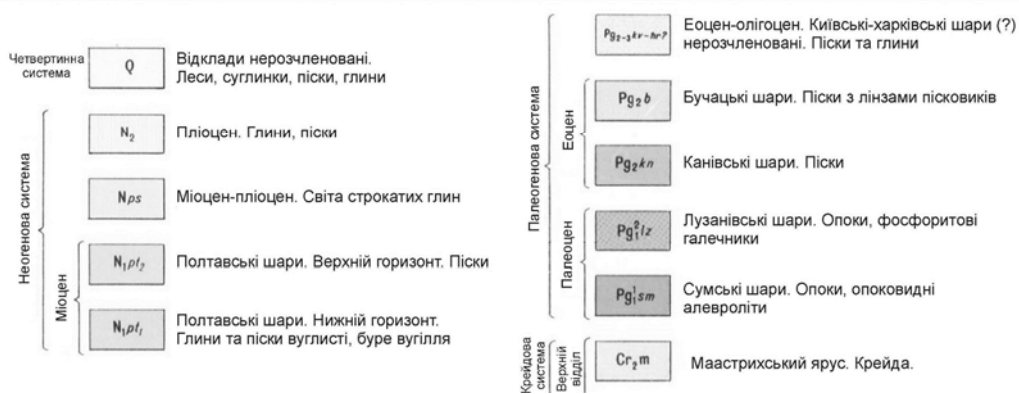 Четвертинна
система
Q
Відклади нерозчленовані.
Леси, суглинки, піски, глини
Неогенова система
N₂
Пліоцен. Глини, піски
Nps
Міоцен-пліоцен. Світа строкатих глин
Міоцен
N₁pt₂
Полтавські шари. Верхній горизонт. Піски
N₁pt₁
Полтавські шари. Нижній горизонт.
Глини та піски вуглисті, буре вугілля
Палеогенова система
Pg₂₋₃kv-hr?
Еоцен-олігоцен. Київські-харківські шари (?)
нерозчленовані. Піски та глини
Еоцен
Pg₂b
Бучацькі шари. Піски з лінзами пісковиків
Pg₂kn
Канівські шари. Піски
Палеоцен
Pg₁²lz
Лузанівські шари. Опоки, фосфоритові
галечники
Pg₁¹sm
Сумські шари. Опоки, опоковидні
алевроліти
Крейдова
система
Верхній
відділ
Cr₂m
Маастрихський ярус. Крейда.